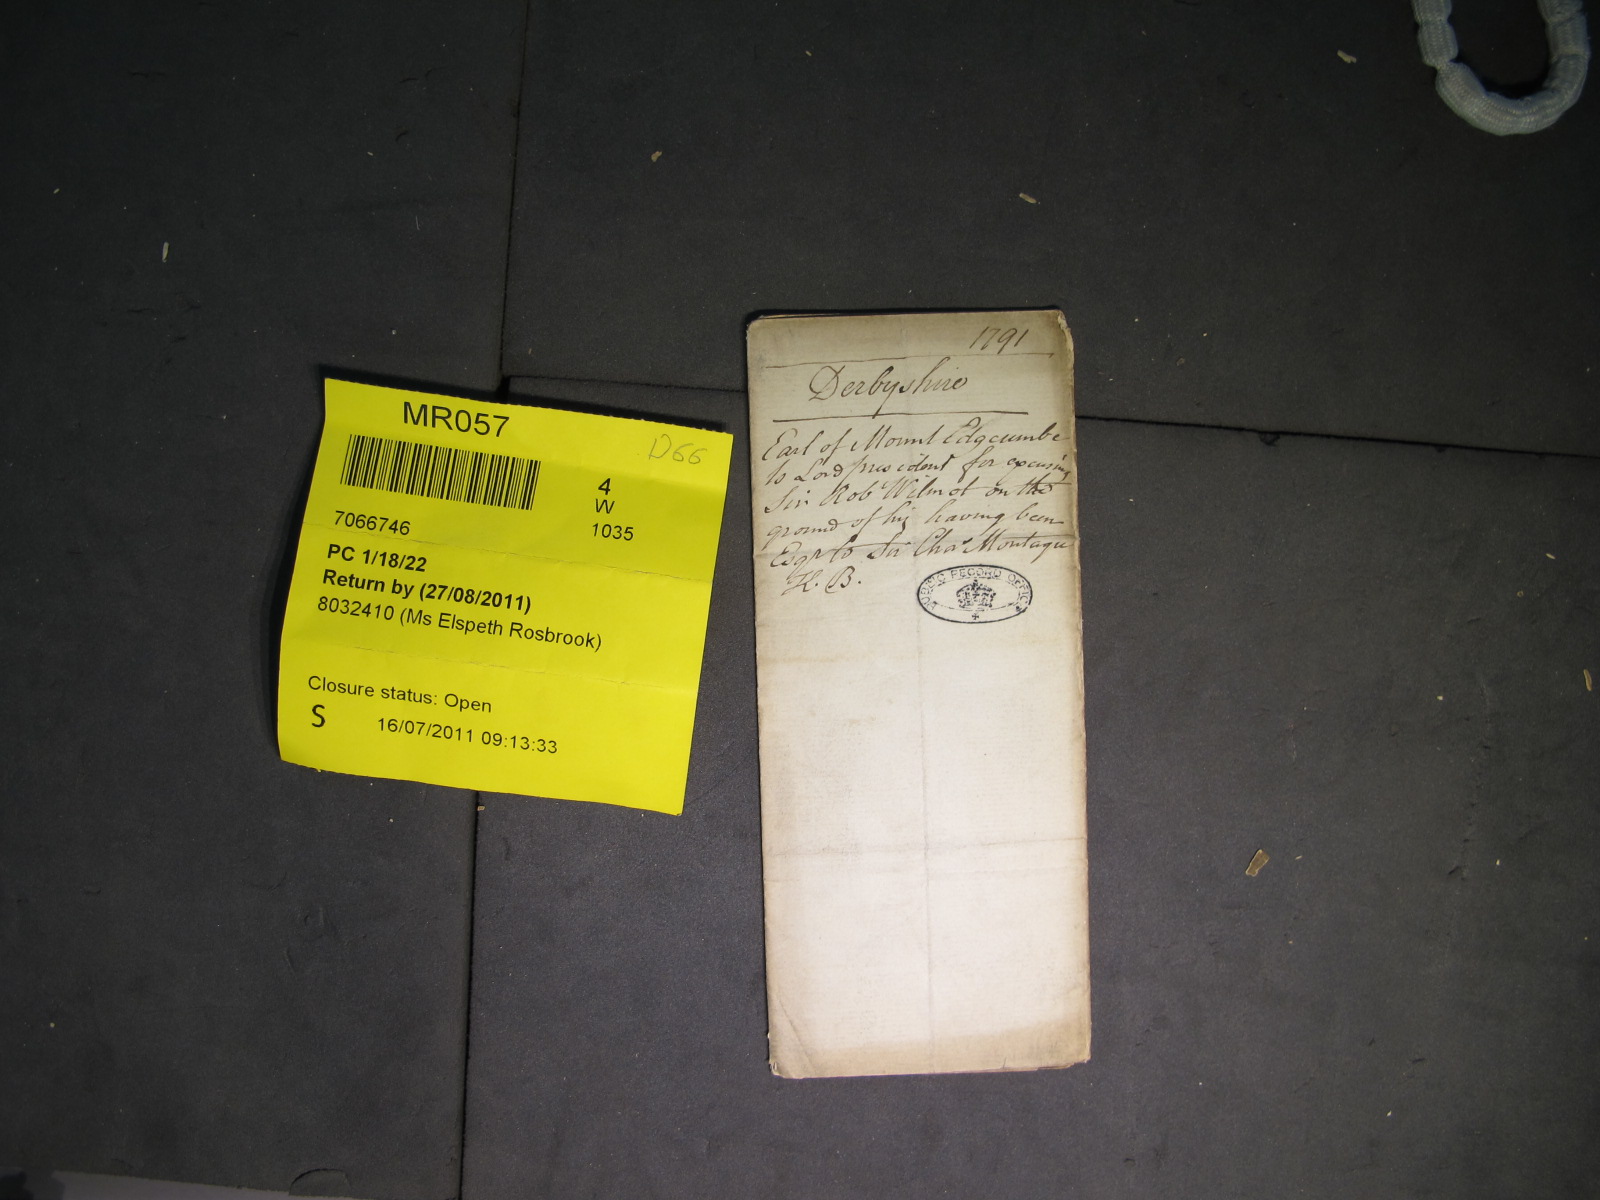 MR057
D66
4
W
7066746
1035
PC 1/18/22
Return by (27/08/2011)
8032410 (Ms Elspeth Rosbrook)
Closure status: Open
S
16/07/2011 09:13:33
1791
Derbyshire
Earl of Mount Edgcumbe
to Lord president for excusing
Sir Rob Wilmot on the
ground of his having been
Esqr to Sir Chas Montague
K. B.
PUBLIC RECORD OFFICE